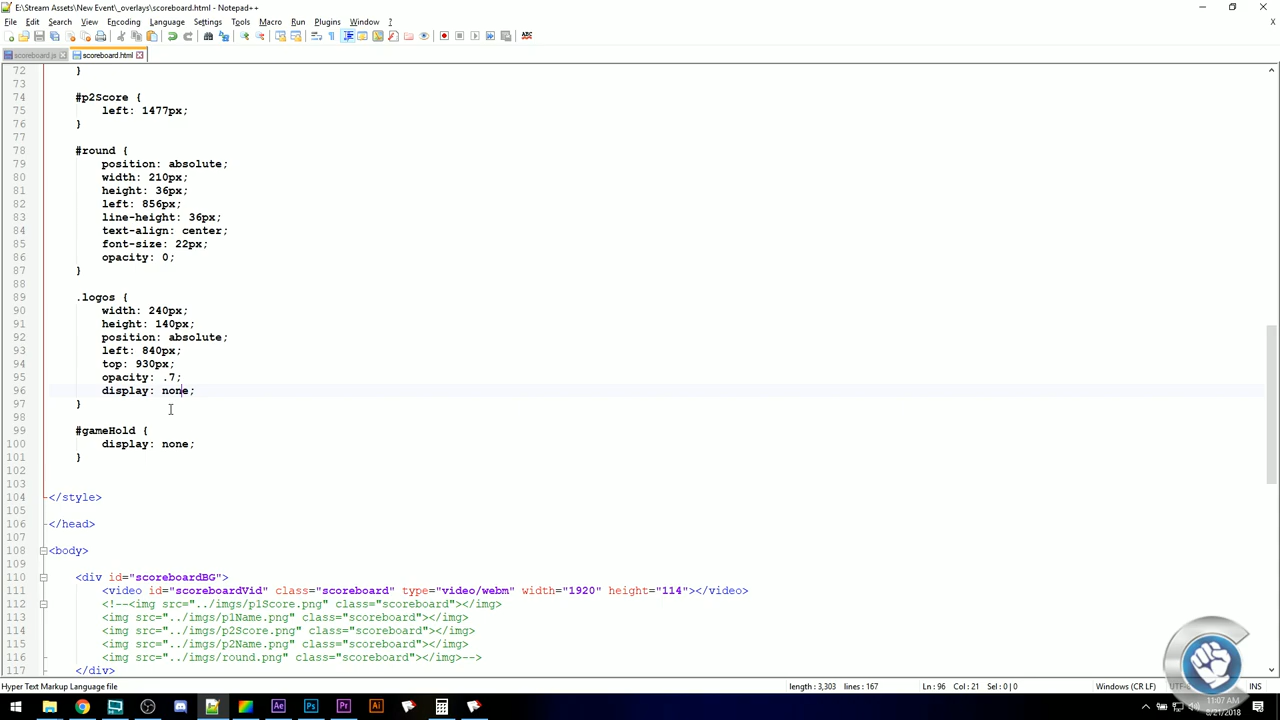 E:\Stream Assets\New Event\_overlays\scoreboard.html - Notepad++
File Edit Search View Encoding Language Settings Tools Macro Run Plugins Window ?
scoreboard.js scoreboard.html
72 }
73
74 #p2Score {
75 left: 1477px;
76 }
77
78 #round {
79 position: absolute;
80 width: 210px;
81 height: 36px;
82 left: 856px;
83 line-height: 36px;
84 text-align: center;
85 font-size: 22px;
86 opacity: 0;
87 }
88
89 .logos {
90 width: 240px;
91 height: 140px;
92 position: absolute;
93 left: 840px;
94 top: 930px;
95 opacity: .7;
96 display: none;
97 }
98
99 #gameHold {
100 display: none;
101 }
102
103
104 </style>
105
106 </head>
107
108 <body>
109
110 <div id="scoreboardBG">
111 <video id="scoreboardVid" class="scoreboard" type="video/webm" width="1920" height="114"></video>
112 <!--<img src="../imgs/p1Score.png" class="scoreboard"></img>
113 <img src="../imgs/p1Name.png" class="scoreboard"></img>
114 <img src="../imgs/p2Score.png" class="scoreboard"></img>
115 <img src="../imgs/p2Name.png" class="scoreboard"></img>
116 <img src="../imgs/round.png" class="scoreboard"></img>-->
117 </div>
Hyper Text Markup Language file length : 3,303 lines : 167 Ln : 96 Col : 21 Sel : 0 | 0 Windows (CR LF) UTF-8 INS
11:07 AM
8/21/2018